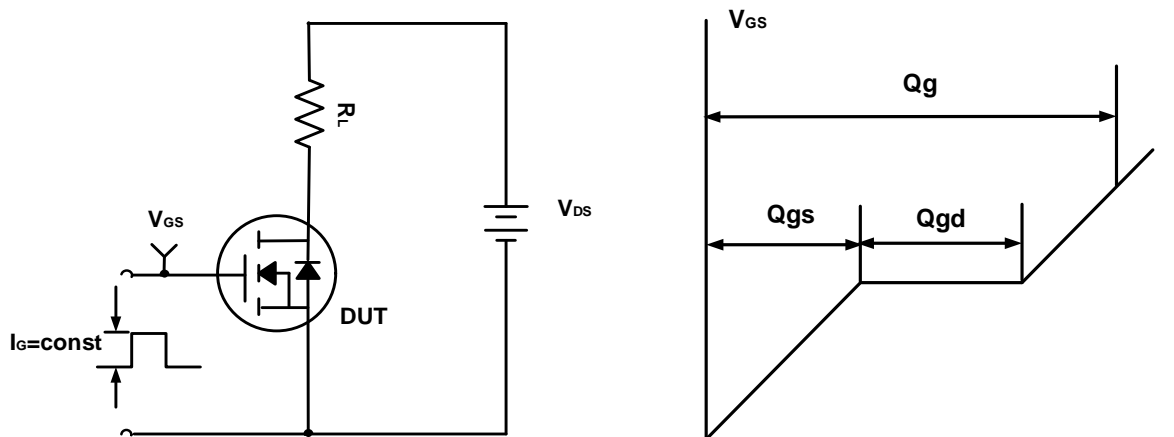 RL
VGS
VDS
DUT
IG=const
VGS
Qg
Qgs
Qgd